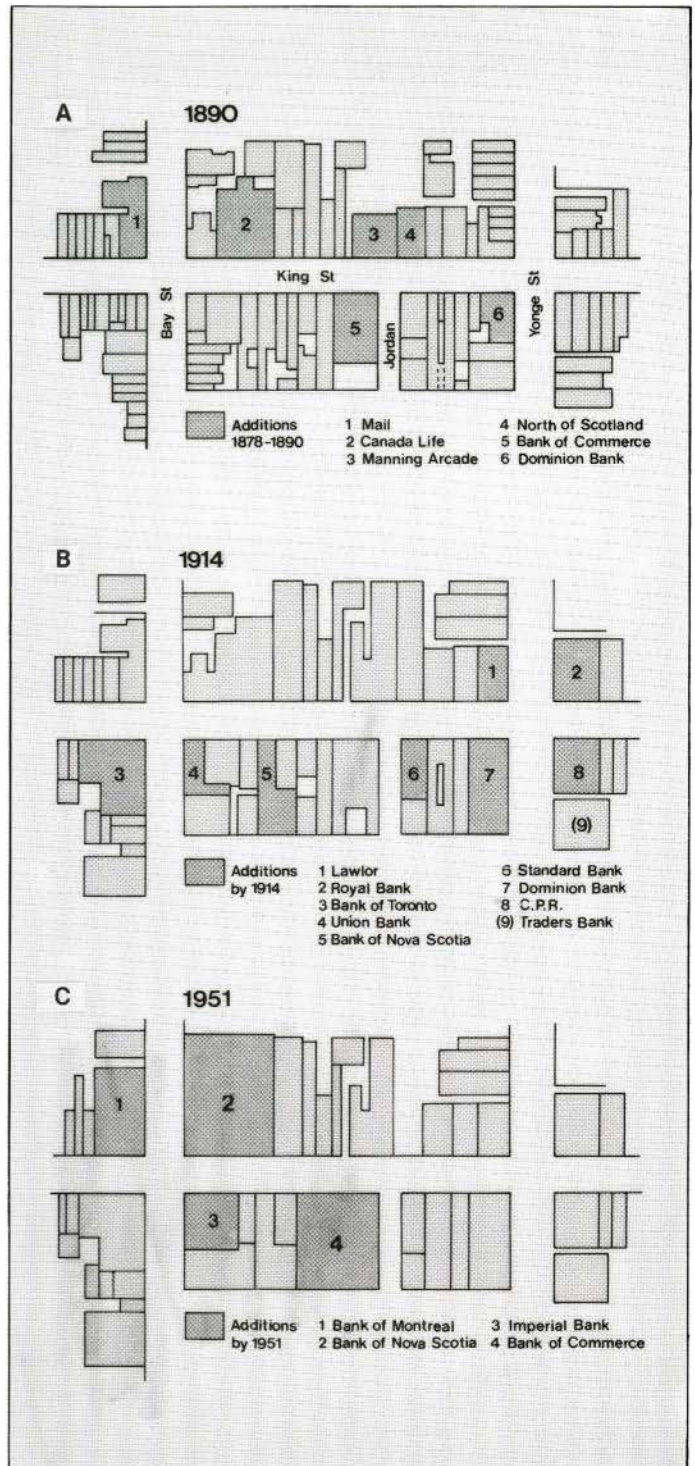 A 1890
1
2
3
4
King St
Bay St
Jordan
Yonge St
5
6
Additions
1878-1890
1 Mail
2 Canada Life
3 Manning Arcade
4 North of Scotland
5 Bank of Commerce
6 Dominion Bank
B 1914
1
2
3
4
5
6
7
8
(9)
Additions
by 1914
1 Lawlor
2 Royal Bank
3 Bank of Toronto
4 Union Bank
5 Bank of Nova Scotia
6 Standard Bank
7 Dominion Bank
8 C.P.R.
(9) Traders Bank
C 1951
1
2
3
4
Additions
by 1951
1 Bank of Montreal
2 Bank of Nova Scotia
3 Imperial Bank
4 Bank of Commerce